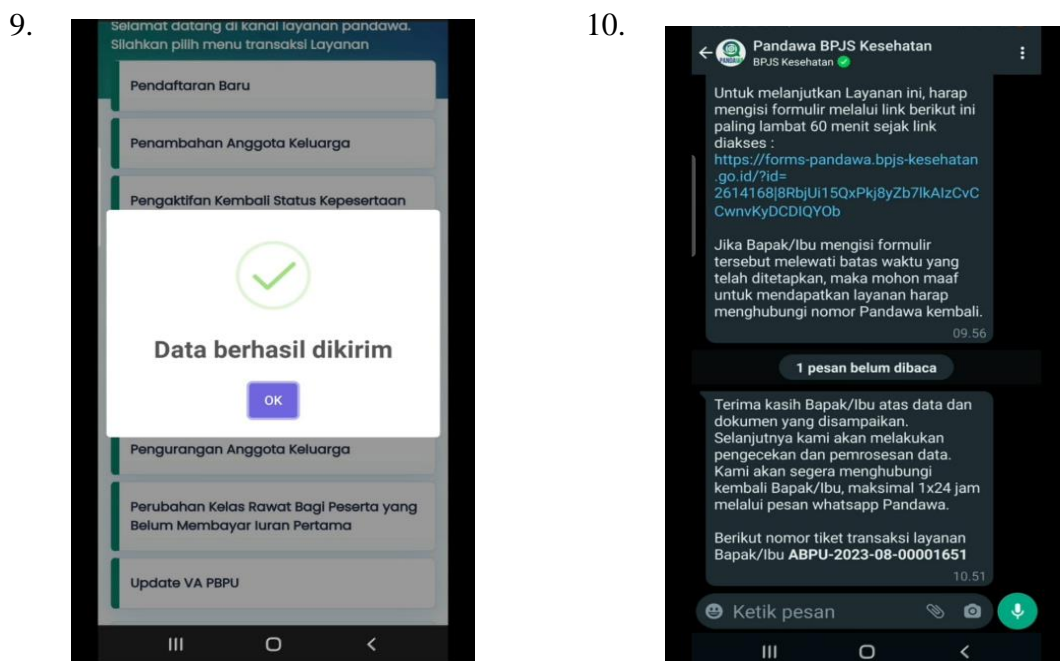 9.
Selamat datang di kanal layanan pandawa.
Silahkan pilih menu transaksi Layanan
Pendaftaran Baru
Penambahan Anggota Keluarga
Pengaktifan Kembali Status Kepesertaan
Data berhasil dikirim
OK
Pengurangan Anggota Keluarga
Perubahan Kelas Rawat Bagi Peserta yang
Belum Membayar Iuran Pertama
Update VA PBPU
10.
Pandawa BPJS Kesehatan
BPJS Kesehatan
Untuk melanjutkan Layanan ini, harap
mengisi formulir melalui link berikut ini
paling lambat 60 menit sejak link
diakses :
https://forms-pandawa.bpjs-kesehatan
.go.id/?id=
2614168|8RbjUi15QxPkj8yZb7lkAIzCvC
CwnvKyDCDIQYOb
Jika Bapak/Ibu mengisi formulir
tersebut melewati batas waktu yang
telah ditetapkan, maka mohon maaf
untuk mendapatkan layanan harap
menghubungi nomor Pandawa kembali.
09.56
1 pesan belum dibaca
Terima kasih Bapak/Ibu atas data dan
dokumen yang disampaikan.
Selanjutnya kami akan melakukan
pengecekan dan pemrosesan data.
Kami akan segera menghubungi
kembali Bapak/Ibu, maksimal 1x24 jam
melalui pesan whatsapp Pandawa.
Berikut nomor tiket transaksi layanan
Bapak/Ibu ABPU-2023-08-00001651
10.51
Ketik pesan